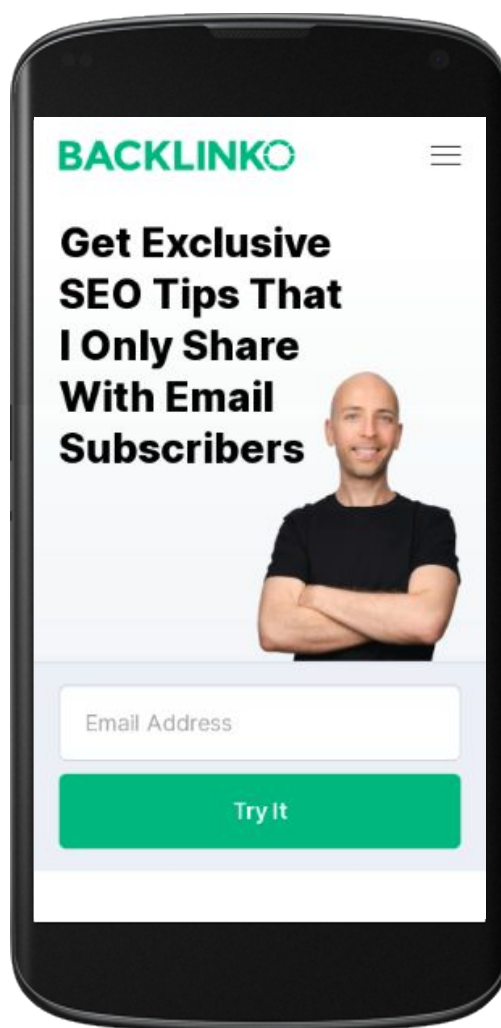 BACKLINKO
Get Exclusive
SEO Tips That
I Only Share
With Email
Subscribers
Email Address
Try It